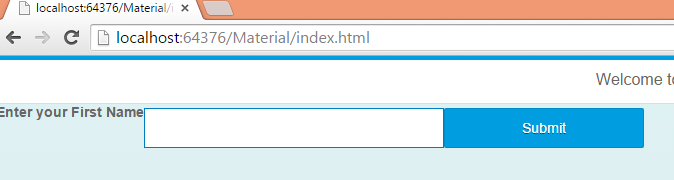 localhost:64376/Material/i
localhost:64376/Material/index.html
Welcome to
Enter your First Name
Submit